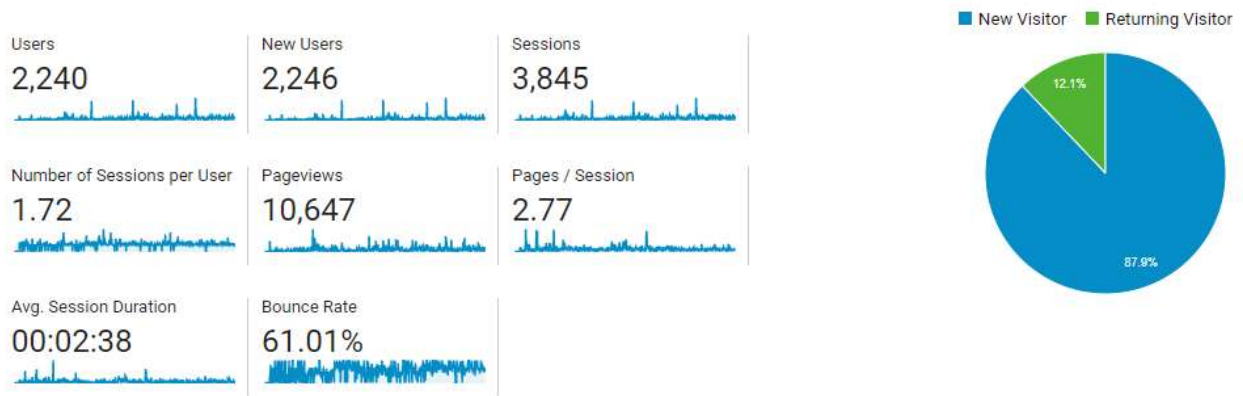 New Visitor Returning Visitor
Users New Users Sessions
2,240 2,246 3,845
12.1%
Number of Sessions per User Pageviews Pages / Session
1.72 10,647 2.77
87.9%
Avg. Session Duration Bounce Rate
00:02:38 61.01%